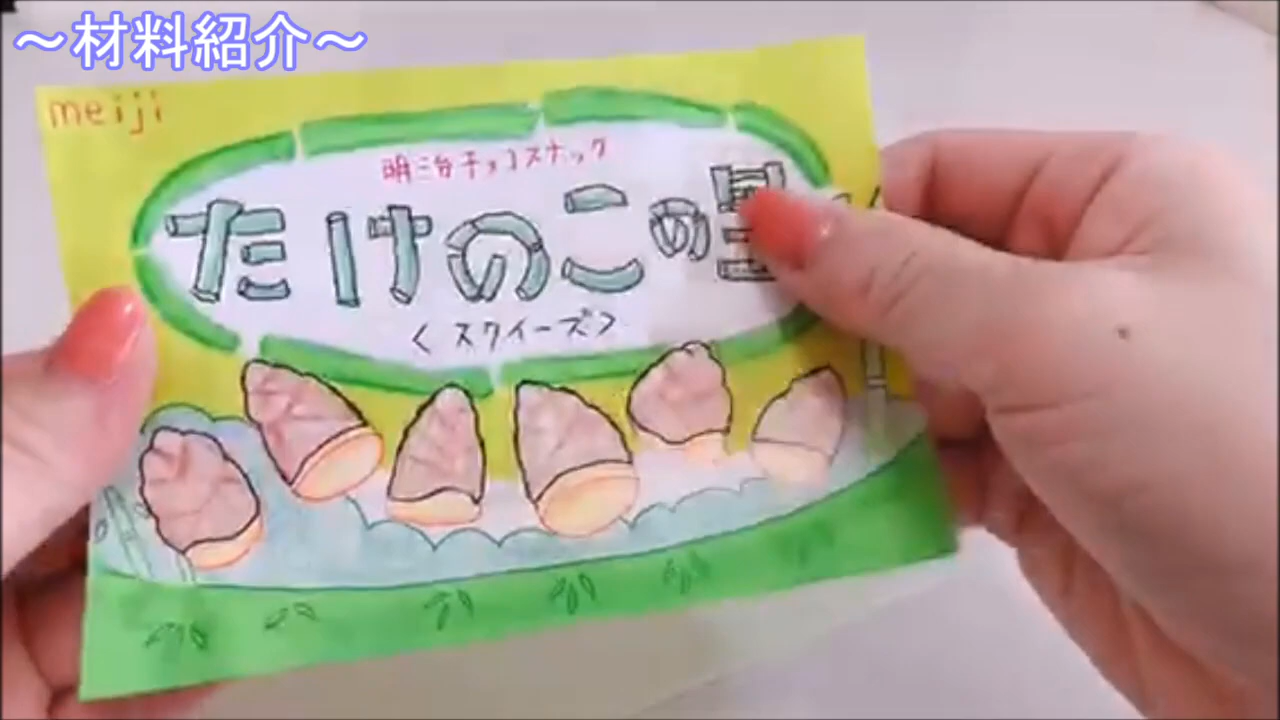 ～材料紹介～
meiji
明治チョコスナック
たけのこの里
＜スクイーズ＞